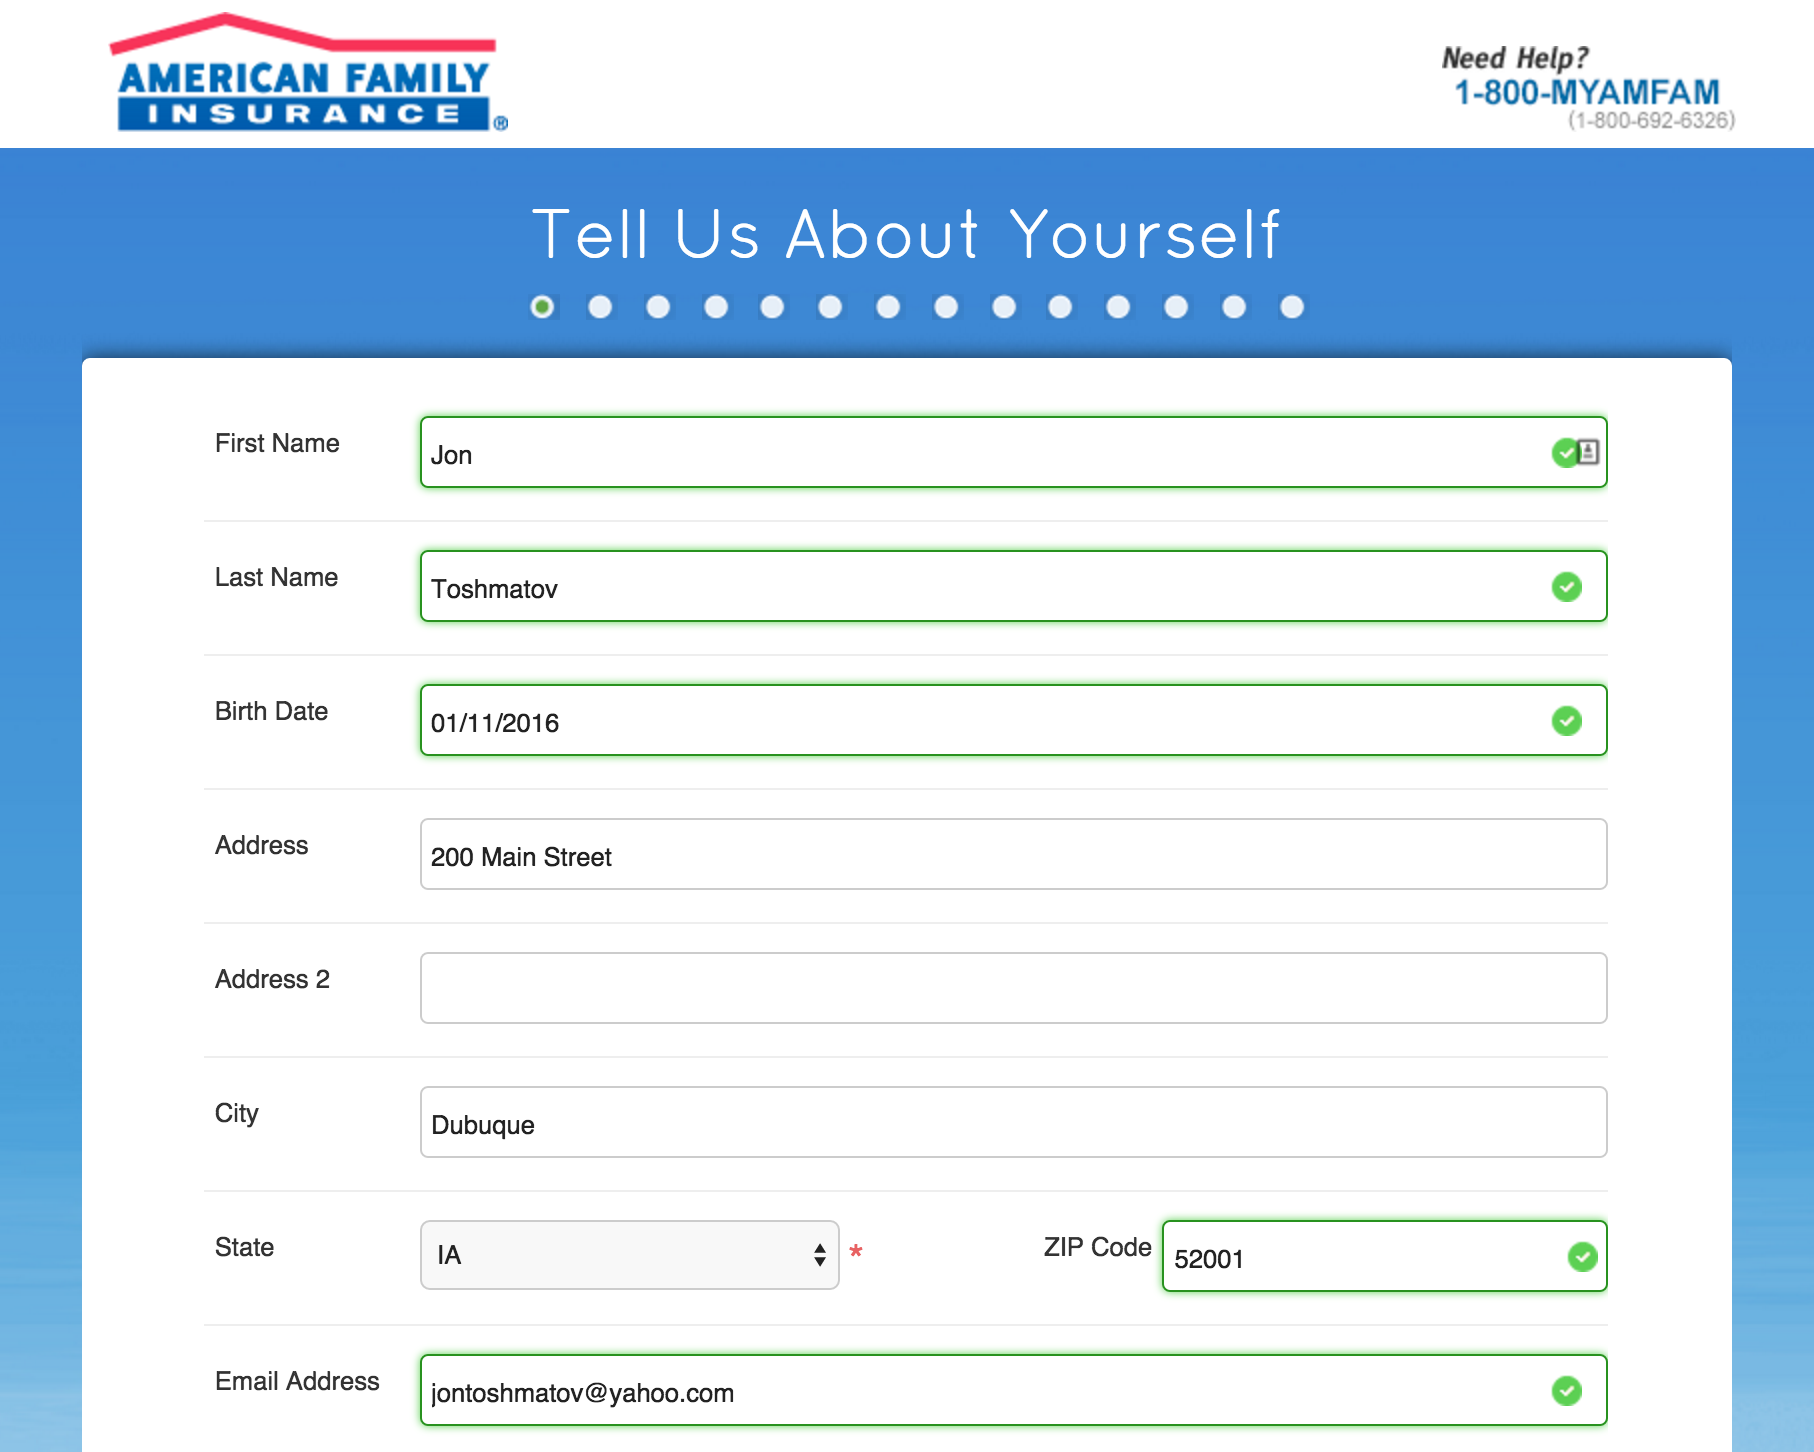 AMERICAN FAMILY
INSURANCE®
Need Help?
1-800-MYAMFAM
(1-800-692-6326)
Tell Us About Yourself
First Name
Jon
Last Name
Toshmatov
Birth Date
01/11/2016
Address
200 Main Street
Address 2
City
Dubuque
State
IA
*
ZIP Code
52001
Email Address
jontoshmatov@yahoo.com